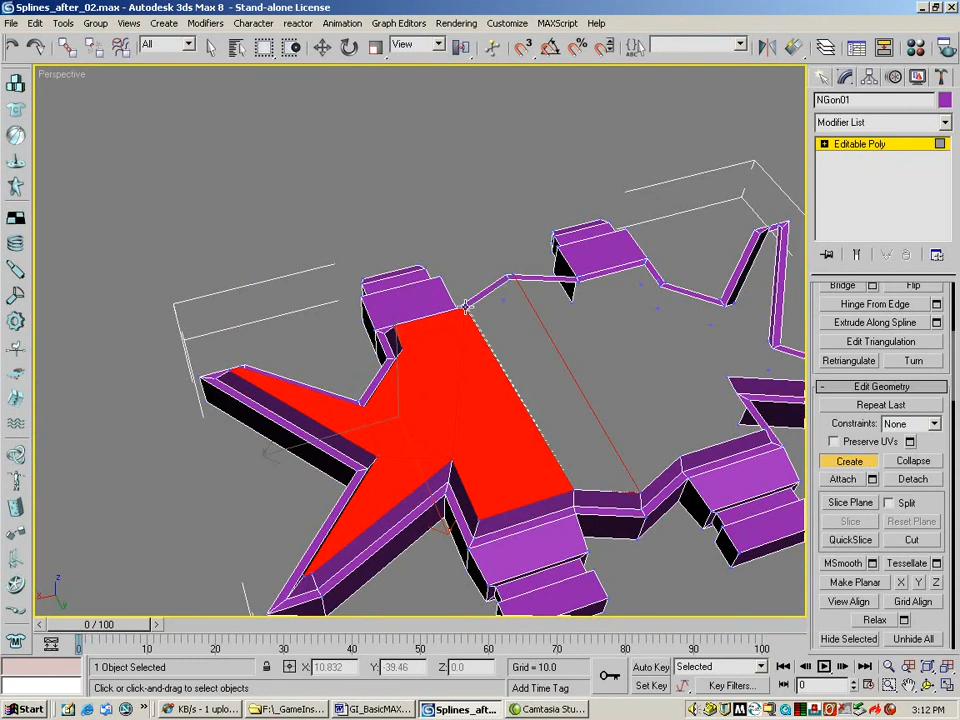 Splines_after_02.max - Autodesk 3ds Max 8 - Stand-alone License
File Edit Tools Group Views Create Modifiers Character reactor Animation Graph Editors Rendering Customize MAXScript Help
All View
Perspective
NGon01
Modifier List
Editable Poly
Bridge Flip
Hinge From Edge
Extrude Along Spline
Edit Triangulation
Retriangulate Turn
- Edit Geometry
Repeat Last
Constraints: None
Preserve UVs
Create Collapse
Attach Detach
Slice Plane Split
Slice Reset Plane
QuickSlice Cut
MSmooth Tessellate
Make Planar X Y Z
View Align Grid Align
Relax
Hide Selected Unhide All
z
x
y
< 0 / 100 >
0 10 20 30 40 50 60 70 80 90 100
1 Object Selected X: 10.832 Y: -39.46 Z: 0.0 Grid = 10.0 Auto Key Selected
Click or click-and-drag to select objects Add Time Tag Set Key Key Filters... 0
Start KB/s - 1 uplo... F:\_GameIns... GI_BasicMAX... Splines_aft... Camtasia Stu... 3:12 PM